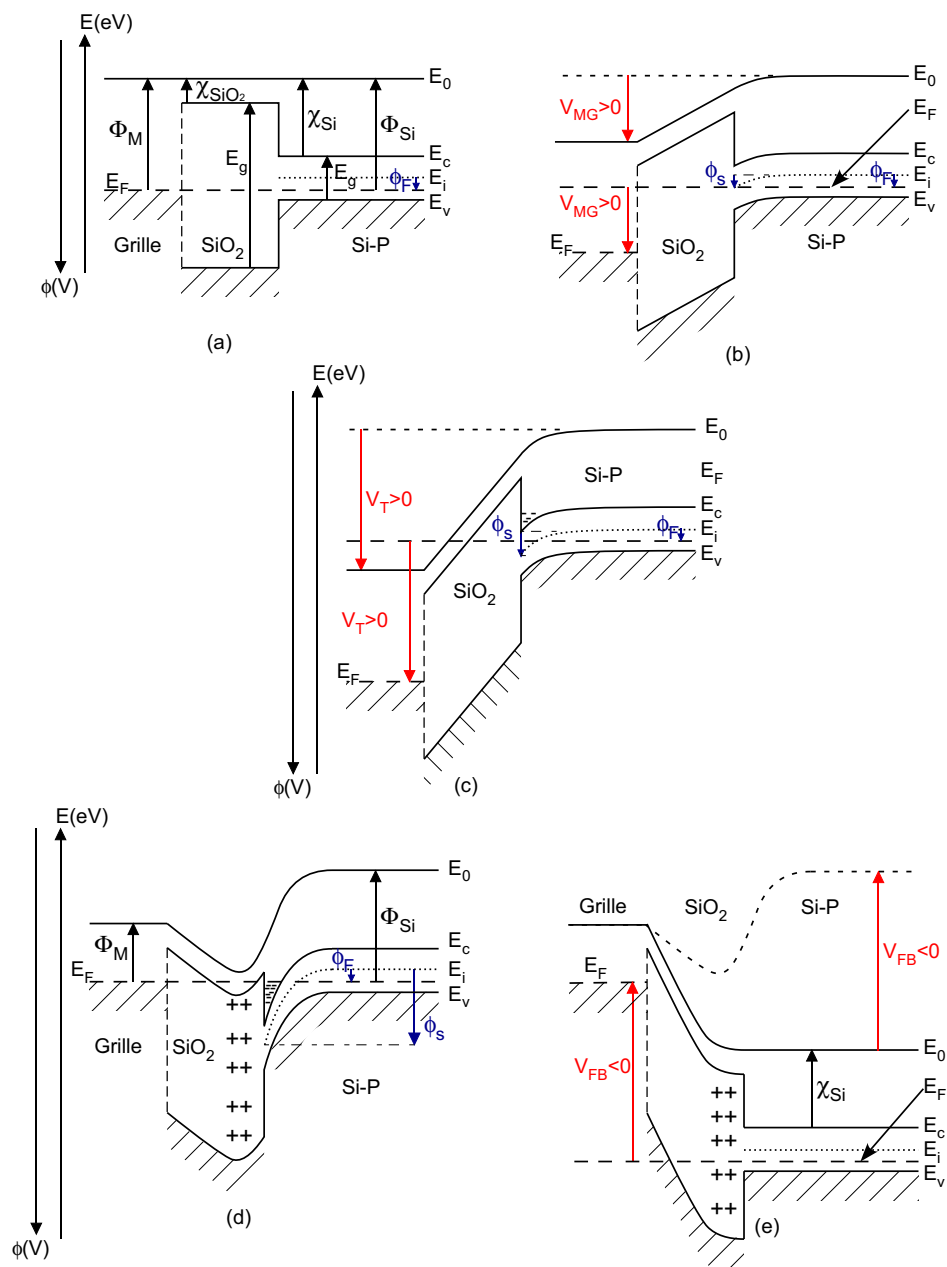 E(eV)
E₀
χSiO₂
ΦM
χSi
ΦSi
Ec
EF
Eg
Eg
ϕF
Ei
Ev
Grille
SiO₂
Si-P
ϕ(V)
(a)
VMG>0
E₀
EF
Ec
ϕs
ϕF
Ei
VMG>0
Ev
EF
SiO₂
Si-P
(b)
E(eV)
E₀
Si-P
EF
VT>0
Ec
ϕs
ϕF
Ei
Ev
SiO₂
VT>0
EF
ϕ(V)
(c)
E(eV)
E₀
ΦM
ΦSi
Ec
EF
ϕF
Ei
Ev
++
++
ϕs
Grille
SiO₂
++
Si-P
++
++
ϕ(V)
(d)
Grille
SiO₂
Si-P
VFB<0
EF
E₀
VFB<0
χSi
EF
++
++
Ec
++
Ei
++
Ev
++
(e)